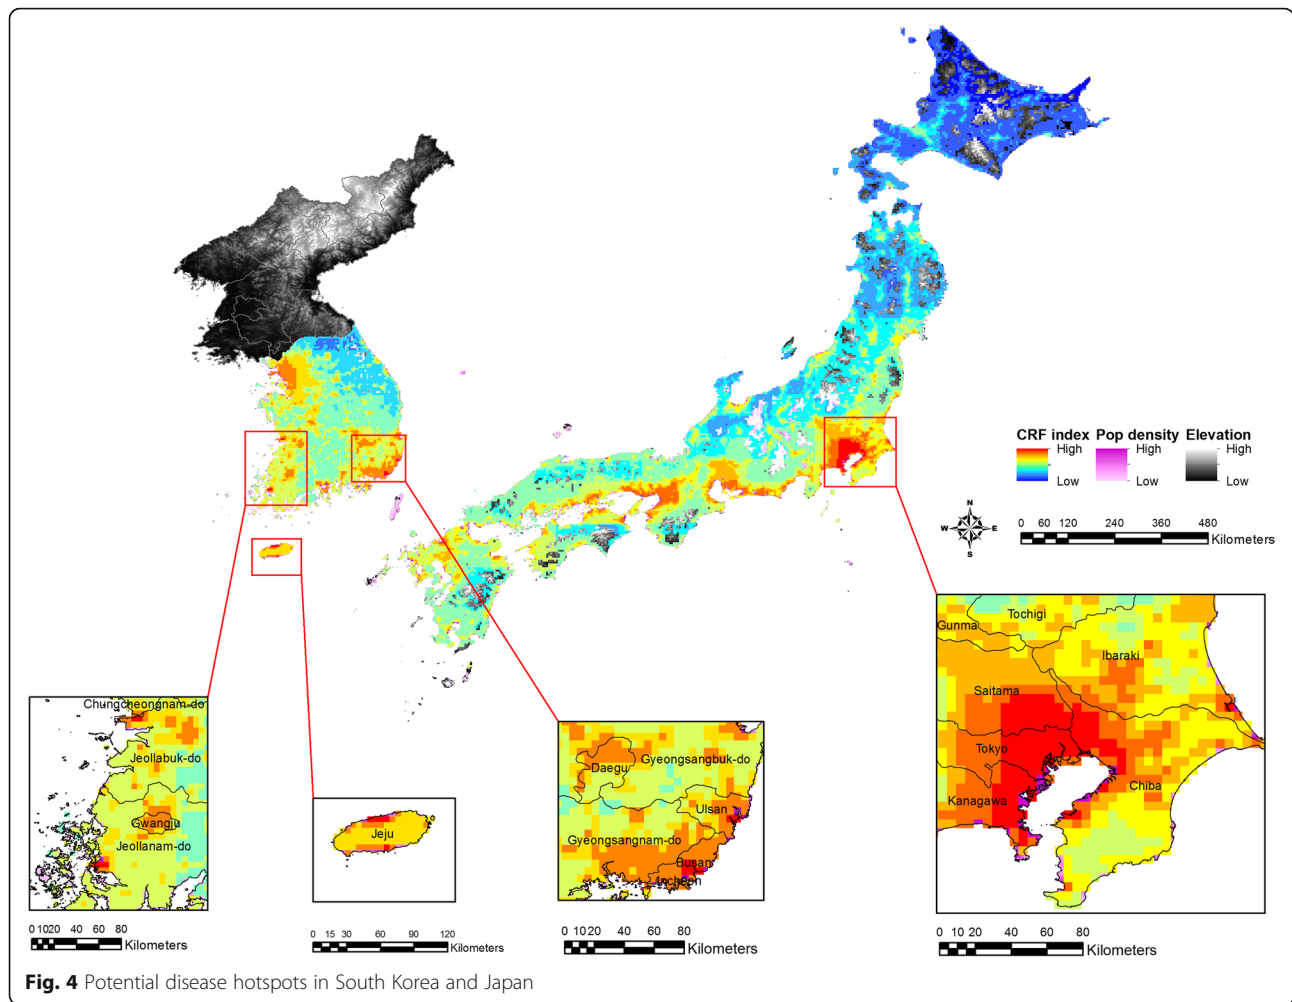 CRF index Pop density Elevation
High High High
Low Low Low
N
W E
S
0 60 120 240 360 480
Kilometers
Tochigi
Gunma
Ibaraki
Saitama
Tokyo
Chiba
Kanagawa
0 10 20 40 60 80
Kilometers
Chungcheongnam-do
Jeollabuk-do
Gwangju
Jeollanam-do
0 10 20 40 60 80
Kilometers
Jeju
0 15 30 60 90 120
Kilometers
Gyeongsangbuk-do
Daegu
Ulsan
Gyeongsangnam-do
Busan
Incheon
0 10 20 40 60 80
Kilometers
Fig. 4 Potential disease hotspots in South Korea and Japan